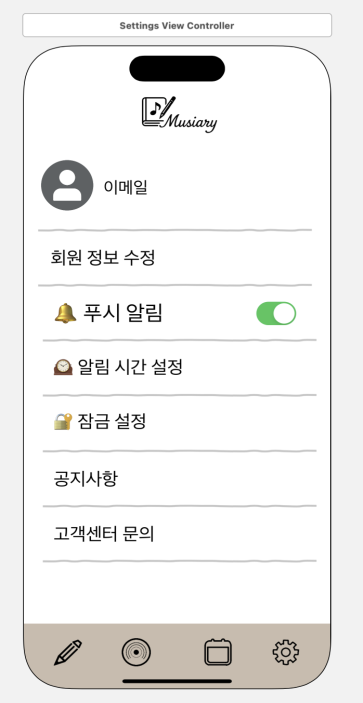 Settings View Controller
Musiary
이메일
회원 정보 수정
🔔 푸시 알림
🕰️ 알림 시간 설정
🔐 잠금 설정
공지사항
고객센터 문의